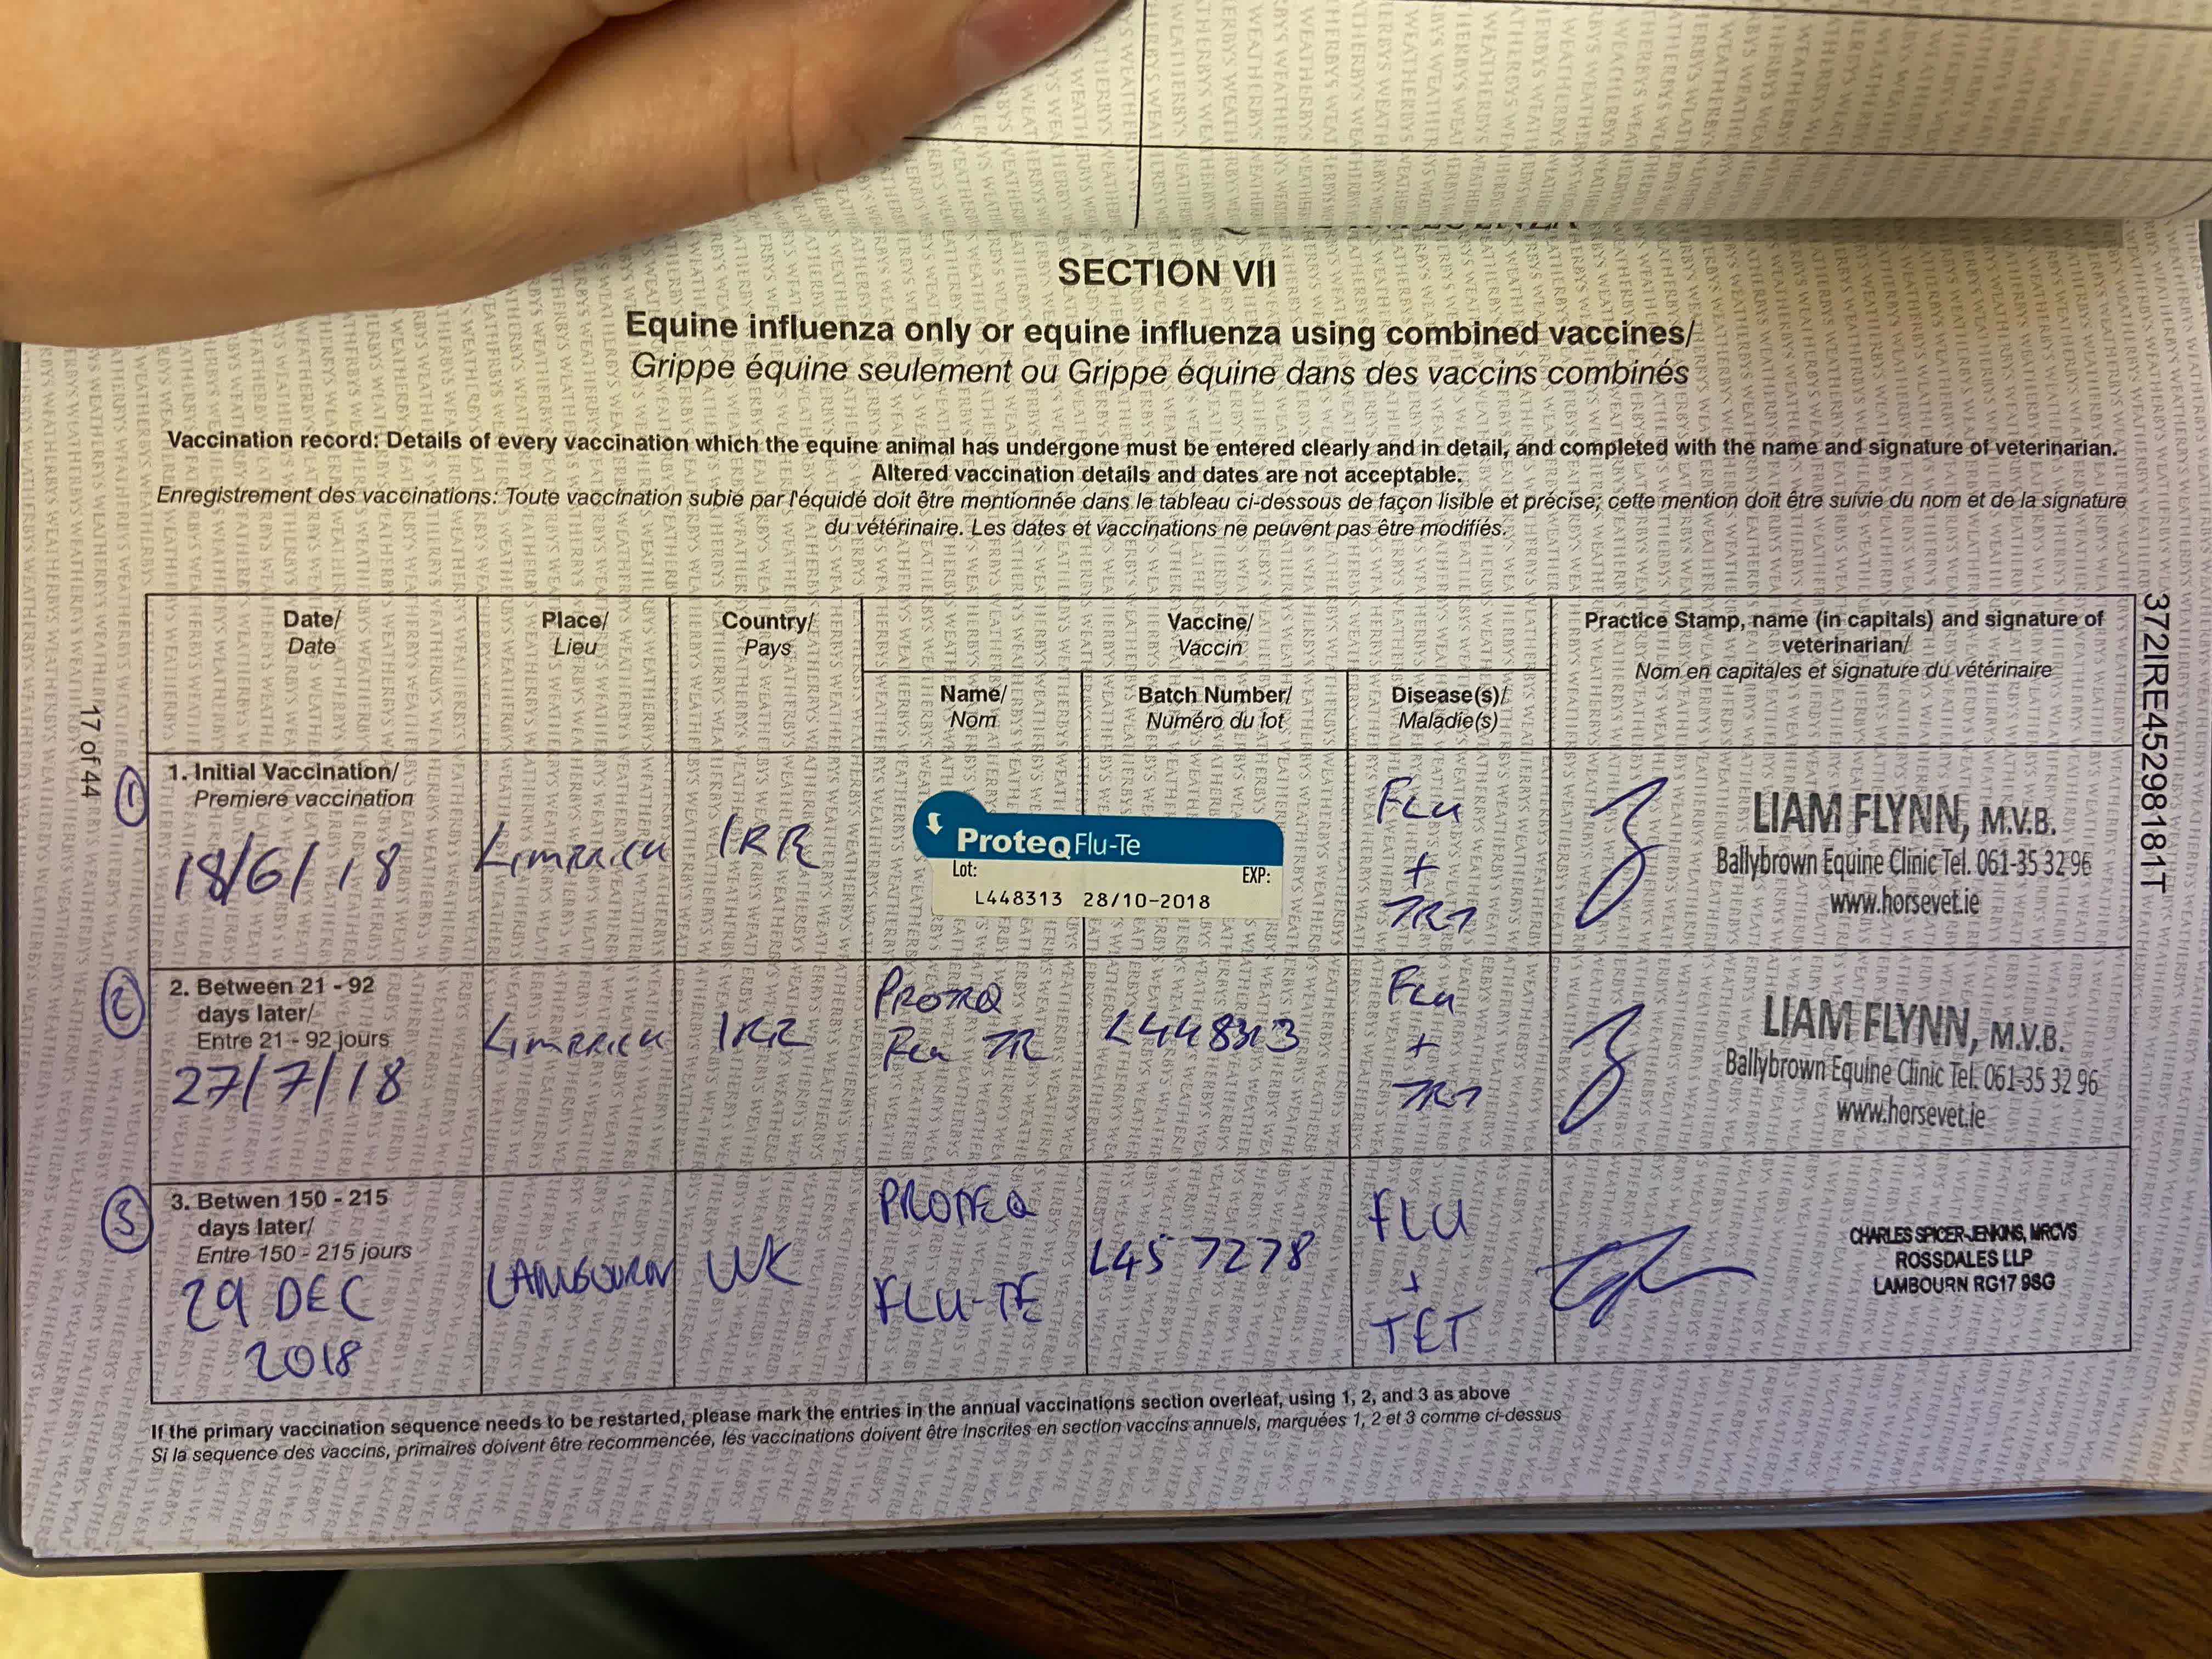 SECTION VII
Equine influenza only or equine influenza using combined vaccines/
Grippe équine seulement ou Grippe équine dans des vaccins combinés
Vaccination record: Details of every vaccination which the equine animal has undergone must be entered clearly and in detail, and completed with the name and signature of veterinarian.
Altered vaccination details and dates are not acceptable.
Enregistrement des vaccinations: Toute vaccination subie par l'équidé doit être mentionnée dans le tableau ci-dessous de façon lisible et précise; cette mention doit être suivie du nom et de la signature
du vétérinaire. Les dates et vaccinations ne peuvent pas être modifiés.
Date/
Date
Place/
Lieu
Country/
Pays
Vaccine/
Vaccin
Name/
Nom
Batch Number/
Numéro du lot
Disease(s)/
Maladie(s)
Practice Stamp, name (in capitals) and signature of
veterinarian/
Nom en capitales et signature du vétérinaire
1
1. Initial Vaccination/
Premiere vaccination
18/6/18
Limerick
IRE
ProteqFlu-Te
Lot:
EXP:
L448313 28/10-2018
Flu
+
TET
LIAM FLYNN, M.V.B.
Ballybrown Equine Clinic Tel. 061-35 32 96
www.horsevet.ie
2
2. Between 21 - 92
days later/
Entre 21 - 92 jours
27/7/18
Limerick
IRE
Proteq
Flu TE
L448313
Flu
+
TET
LIAM FLYNN, M.V.B.
Ballybrown Equine Clinic Tel. 061-35 32 96
www.horsevet.ie
3
3. Betwen 150 - 215
days later/
Entre 150 - 215 jours
29 DEC
2018
LAMBOURN
UK
PROTEQ
FLU-TE
L457278
FLU
+
TET
CHARLES SPICER-JENKINS, MRCVS
ROSSDALES LLP
LAMBOURN RG17 9SG
If the primary vaccination sequence needs to be restarted, please mark the entries in the annual vaccinations section overleaf, using 1, 2, and 3 as above
Si la sequence des vaccins, primaires doivent être recommencée, les vaccinations doivent être Inscrites en section vaccins annuels, marquées 1, 2 et 3 comme ci-dessus
17 of 44
372IRE45298181T
WEATHERBYS